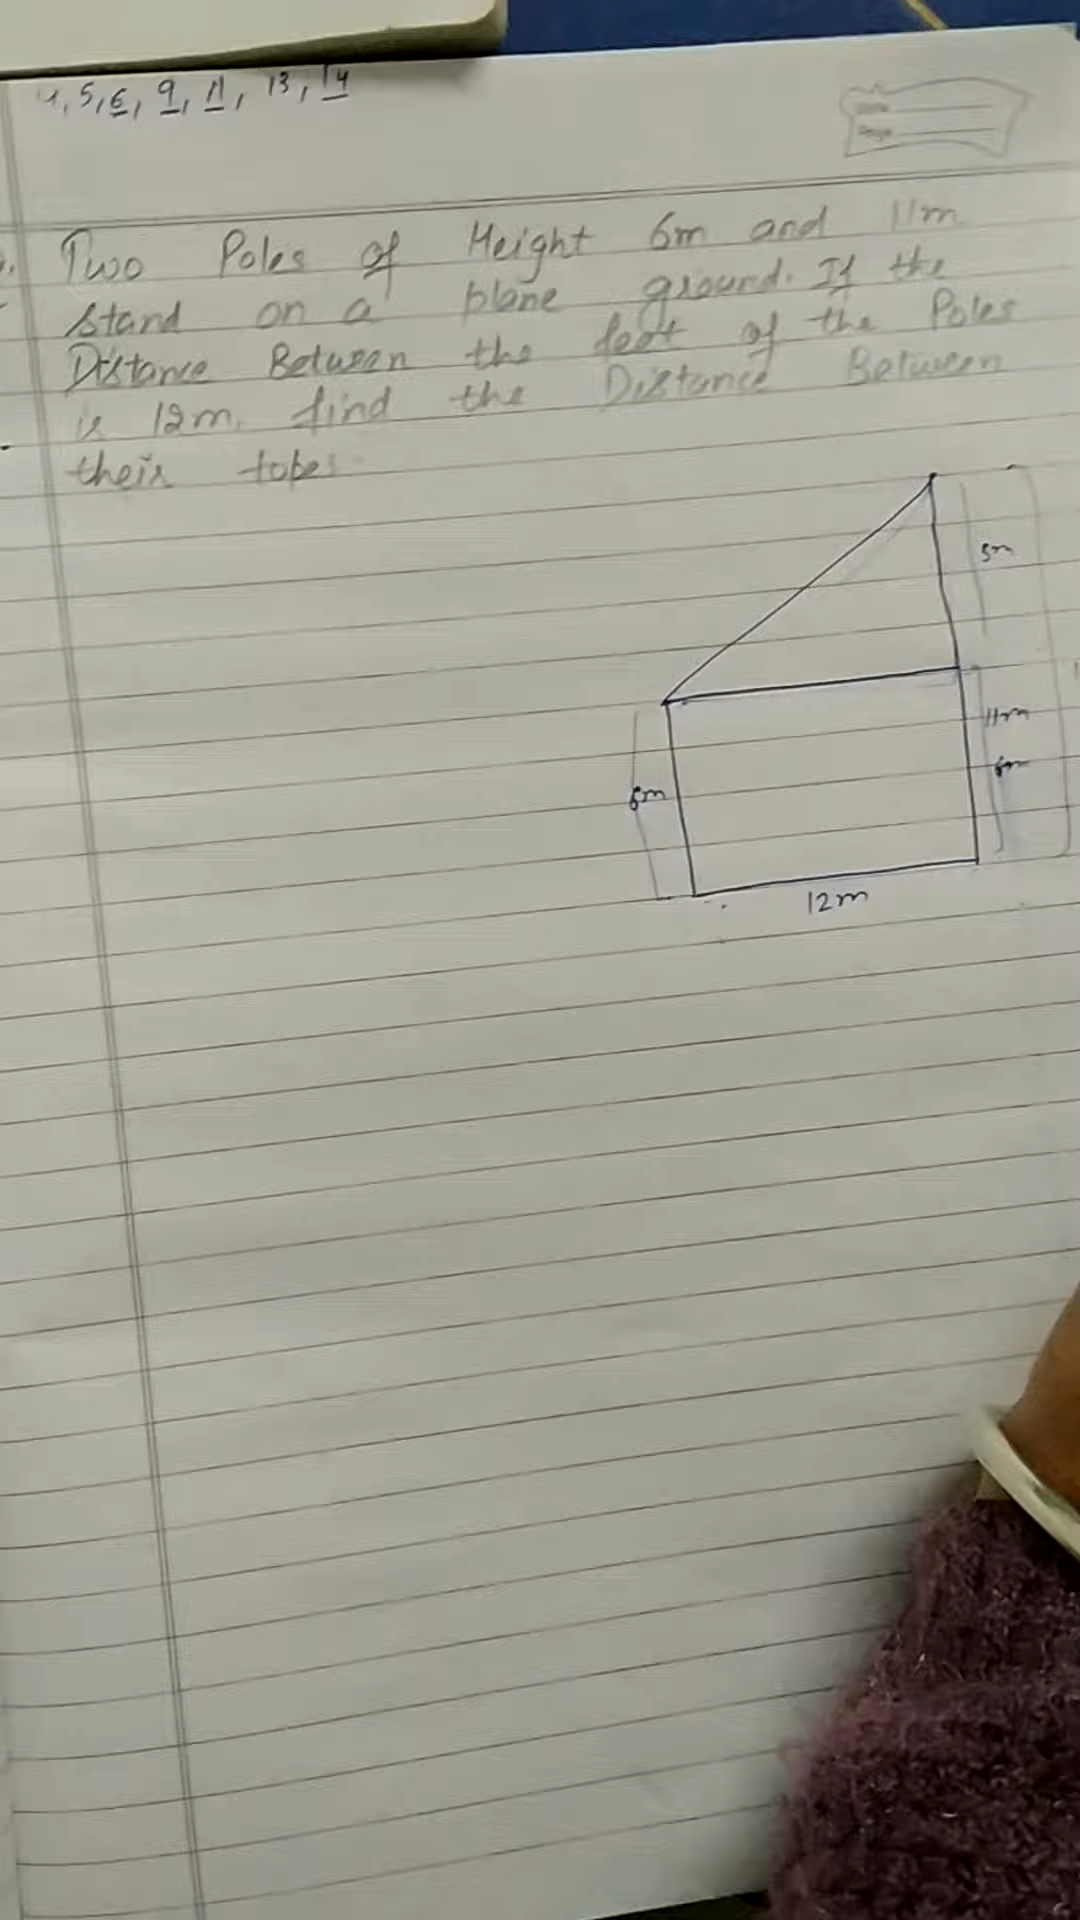 5, 6, 9, 11, 13, 14
Two Poles of Height 6m and 11m
stand on a plane ground. If the
Distance Between the feet of the Poles
is 12m, find the Distance Between
their tops.
5m
11m
6m
6m
12m